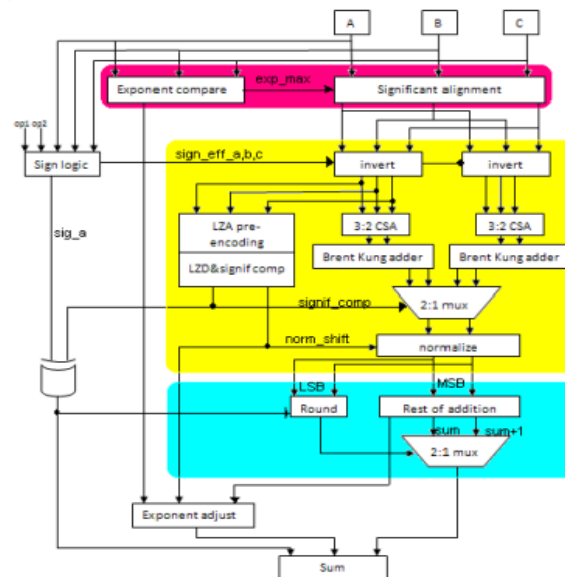 A B C
exp_max
Exponent compare Significant alignment
op1 op2
Sign logic sign_eff_a,b,c invert invert
sig_a
LZA pre-
encoding
3:2 CSA 3:2 CSA
LZD&signif comp
Brent Kung adder Brent Kung adder
signif_comp 2:1 mux
norm_shift normalize
LSB MSB
Round Rest of addition
sum sum+1
2:1 mux
Exponent adjust
Sum